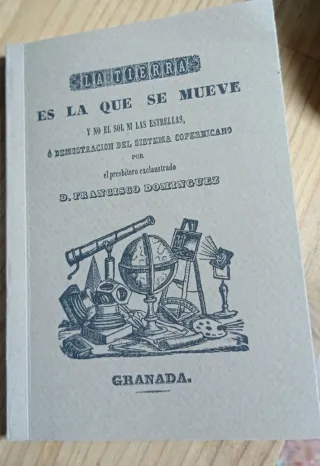 LA TIERRA
ES LA QUE SE MUEVE
Y NO EL SOL NI LAS ESTRELLAS,
Ó DEMOSTRACION DEL SISTEMA COPERNICANO
POR
el presbítero exclaustrado
D. FRANCISCO DOMINGUEZ
GRANADA.